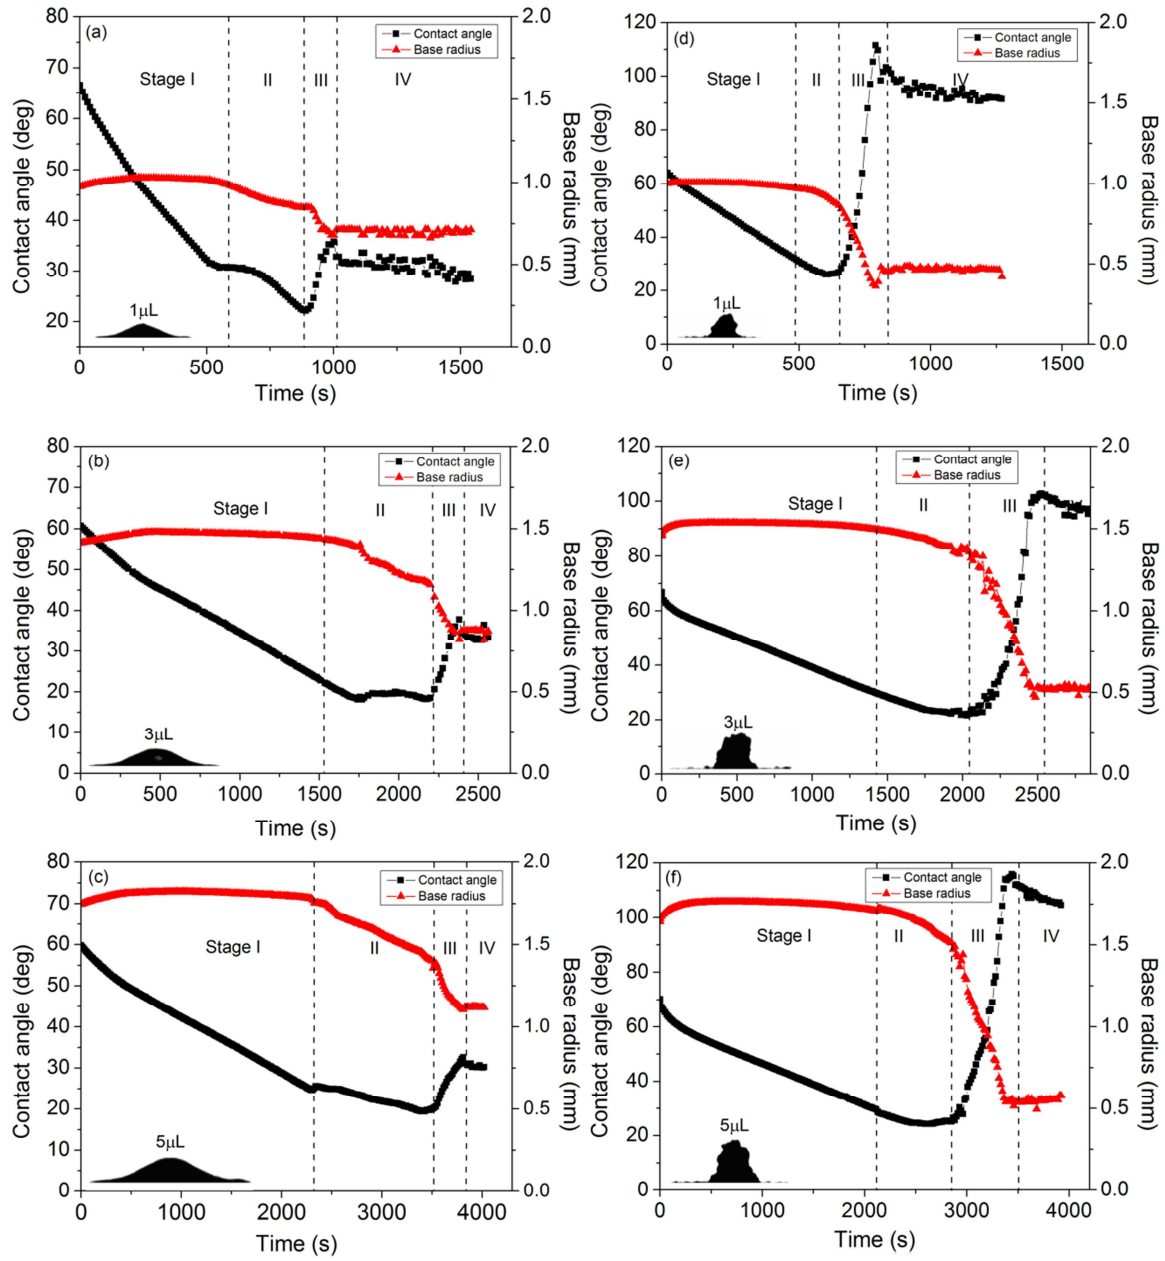 (a)
Contact angle
Base radius
Stage I II III IV
1μL
80
70
60
50
40
30
20
Contact angle (deg)
2.0
1.5
1.0
0.5
0.0
Base radius (mm)
0 500 1000 1500
Time (s)
(d)
Contact angle
Base radius
Stage I II III IV
1μL
120
100
80
60
40
20
0
Contact angle (deg)
2.0
1.5
1.0
0.5
0.0
Base radius (mm)
0 500 1000 1500
Time (s)
(b)
Contact angle
Base radius
Stage I II III IV
3μL
80
70
60
50
40
30
20
10
0
Contact angle (deg)
2.0
1.5
1.0
0.5
0.0
Base radius (mm)
0 500 1000 1500 2000 2500
Time (s)
(e)
Contact angle
Base radius
Stage I II III
3μL
120
100
80
60
40
20
0
Contact angle (deg)
2.0
1.5
1.0
0.5
0.0
Base radius (mm)
0 500 1000 1500 2000 2500
Time (s)
(c)
Contact angle
Base radius
Stage I II III IV
5μL
80
70
60
50
40
30
20
10
0
Contact angle (deg)
2.0
1.5
1.0
0.5
0.0
Base radius (mm)
0 1000 2000 3000 4000
Time (s)
(f)
Contact angle
Base radius
Stage I II III IV
5μL
120
100
80
60
40
20
0
Contact angle (deg)
2.0
1.5
1.0
0.5
0.0
Base radius (mm)
0 1000 2000 3000 4000
Time (s)